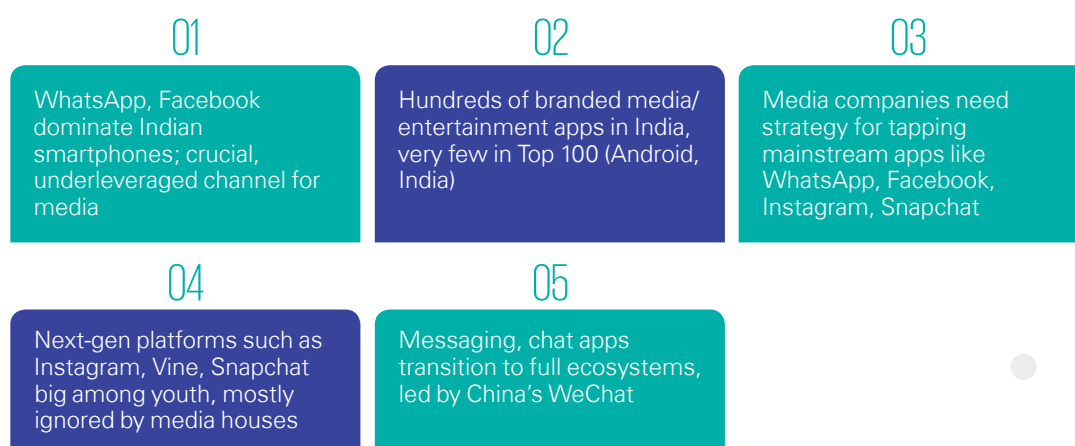 01
WhatsApp, Facebook
dominate Indian
smartphones; crucial,
underleveraged channel for
media
02
Hundreds of branded media/
entertainment apps in India,
very few in Top 100 (Android,
India)
03
Media companies need
strategy for tapping
mainstream apps like
WhatsApp, Facebook,
Instagram, Snapchat
04
Next-gen platforms such as
Instagram, Vine, Snapchat
big among youth, mostly
ignored by media houses
05
Messaging, chat apps
transition to full ecosystems,
led by China’s WeChat